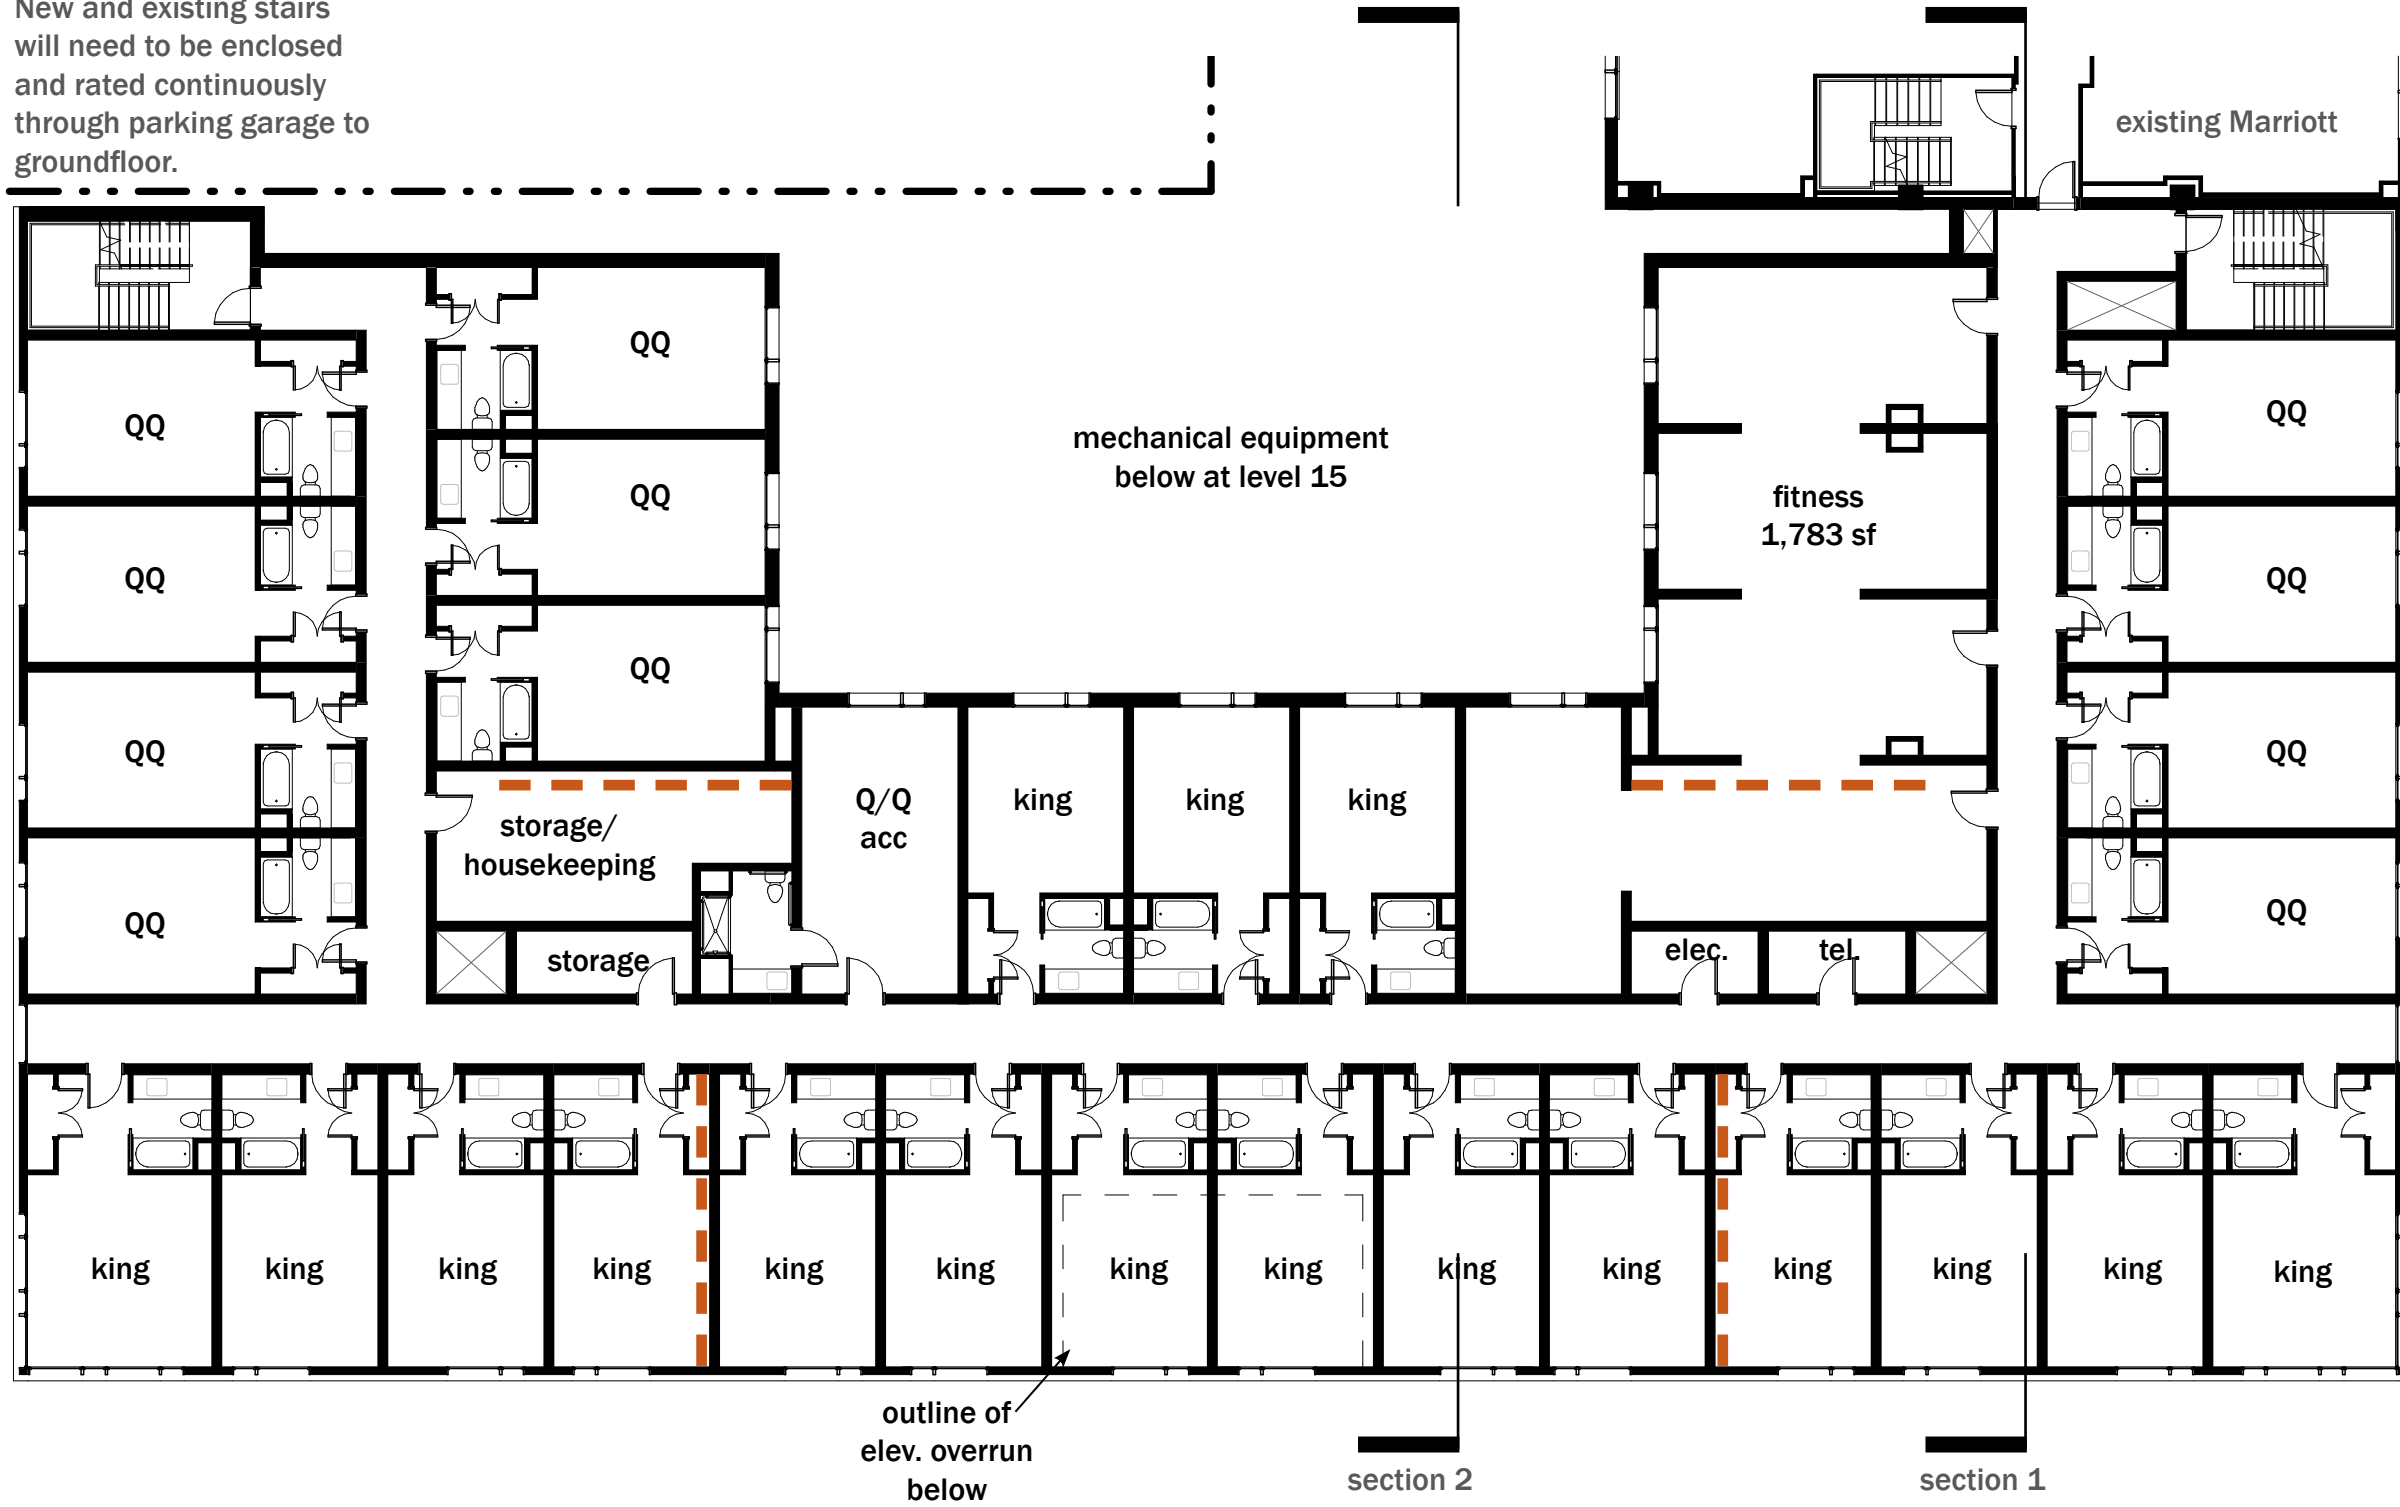 New and existing stairs
will need to be enclosed
and rated continuously
through parking garage to
groundfloor.
existing Marriott
QQ
QQ
QQ
QQ
QQ
QQ
QQ
mechanical equipment
below at level 15
fitness
1,783 sf
QQ
QQ
QQ
QQ
storage/
housekeeping
storage
Q/Q
acc
king
king
king
elec.
tel.
king
king
king
king
king
king
king
king
king
king
king
king
king
king
outline of
elev. overrun
below
section 2
section 1